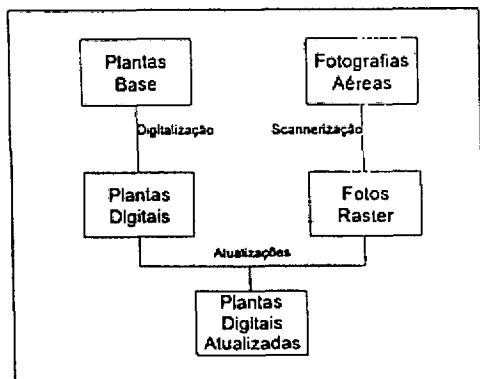 Plantas
Base
Fotografias
Aéreas
Digitalização
Scannerização
Plantas
Digitais
Fotos
Raster
Atualizações
Plantas
Digitais
Atualizadas